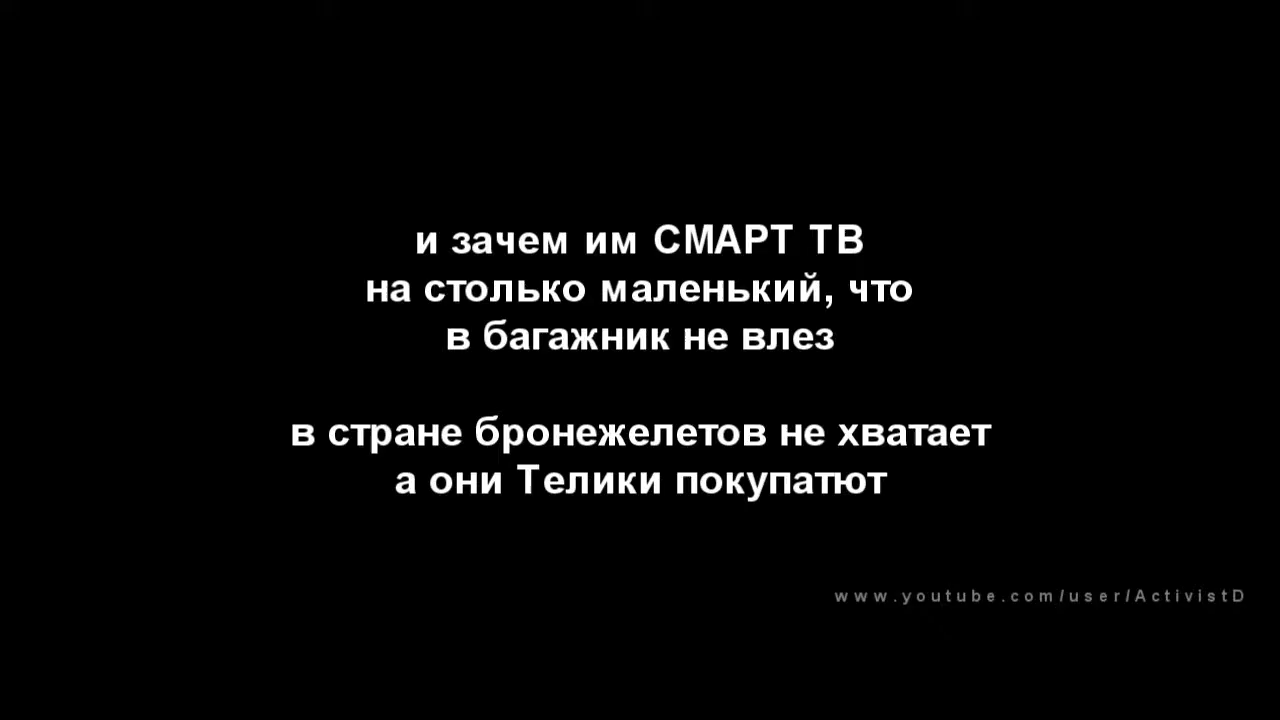 и зачем им СМАРТ ТВ
на столько маленький, что
в багажник не влез
в стране бронежелетов не хватает
а они Телики покупатют
www.youtube.com/user/ActivistD